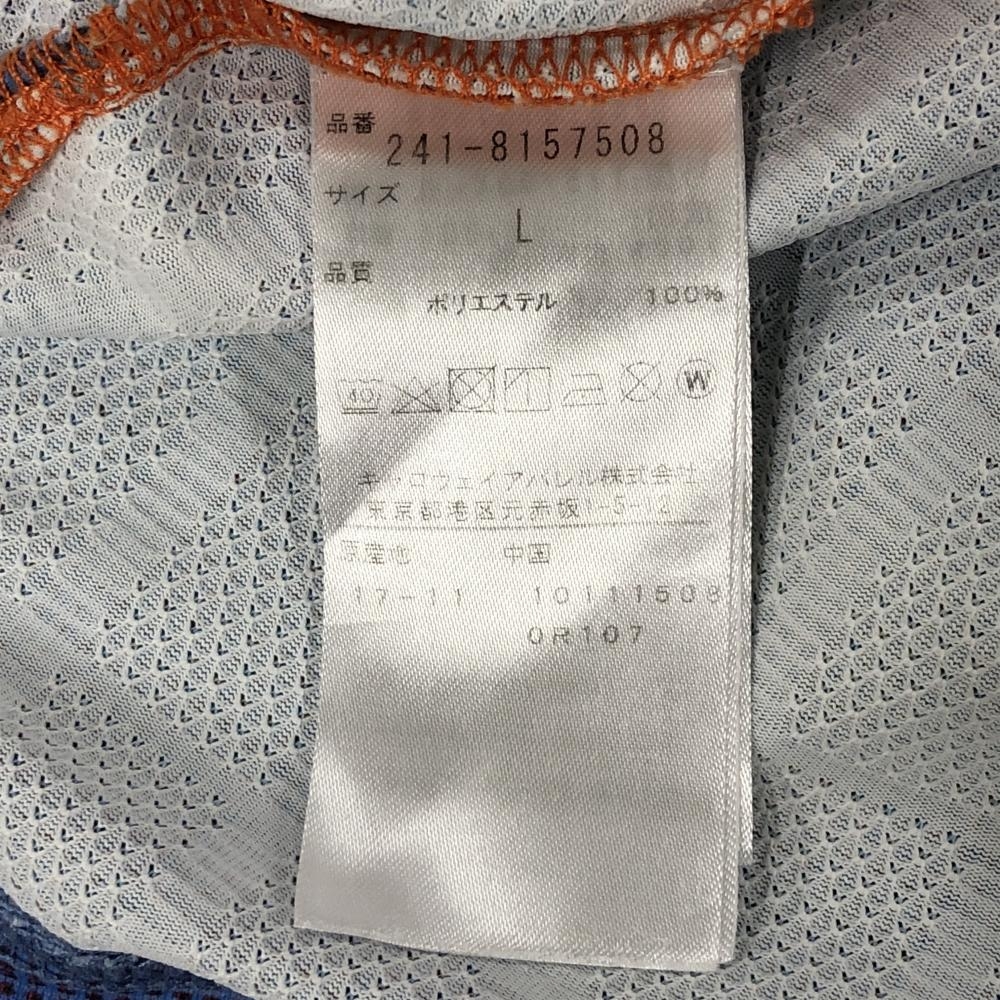 品番
241-8157508
サイズ
L
品質
ポリエステル 100%
40 W
キャロウェイアパレル株式会社
東京都港区元赤坂1-5-12
原産地 中国
17-11 10111508
OR107